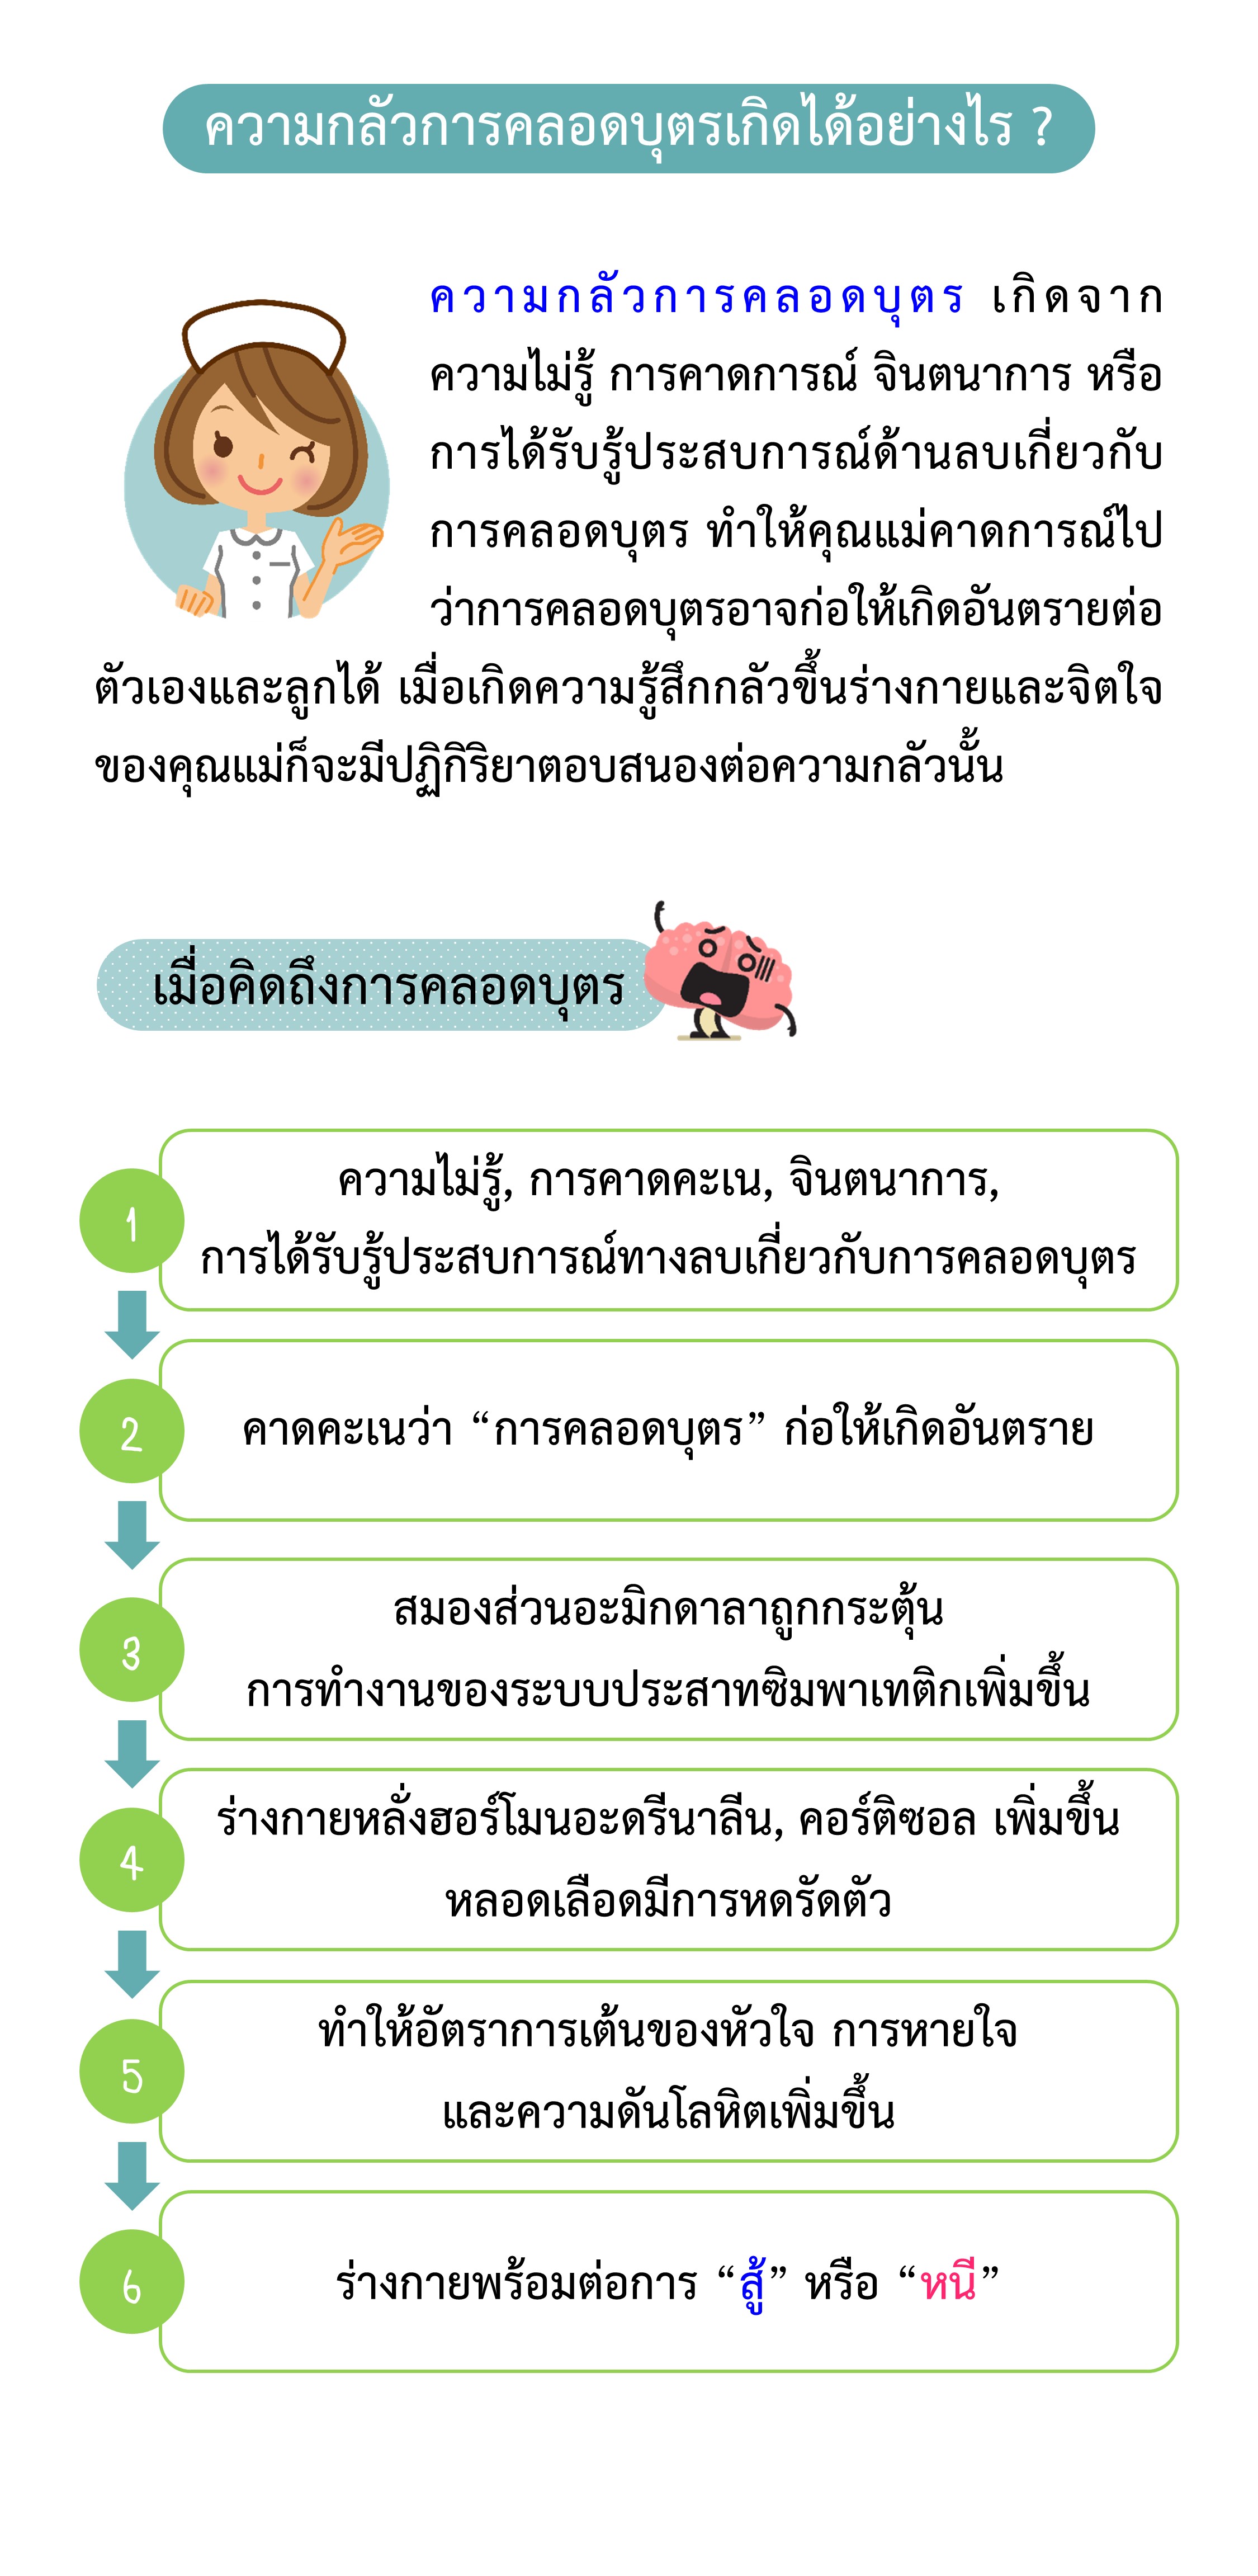 ความกลัวการคลอดบุตรเกิดได้อย่างไร ?
ความกลัวการคลอดบุตร เกิดจาก
ความไม่รู้ การคาดการณ์ จินตนาการ หรือ
การได้รับรู้ประสบการณ์ด้านลบเกี่ยวกับ
การคลอดบุตร ทำให้คุณแม่คาดการณ์ไป
ว่าการคลอดบุตรอาจก่อให้เกิดอันตรายต่อ
ตัวเองและลูกได้ เมื่อเกิดความรู้สึกกลัวขึ้นร่างกายและจิตใจ
ของคุณแม่ก็จะมีปฏิกิริยาตอบสนองต่อความกลัวนั้น
เมื่อคิดถึงการคลอดบุตร
1
ความไม่รู้, การคาดคะเน, จินตนาการ,
การได้รับรู้ประสบการณ์ทางลบเกี่ยวกับการคลอดบุตร
2
คาดคะเนว่า “การคลอดบุตร” ก่อให้เกิดอันตราย
3
สมองส่วนอะมิกดาลาถูกกระตุ้น
การทำงานของระบบประสาทซิมพาเทติกเพิ่มขึ้น
4
ร่างกายหลั่งฮอร์โมนอะดรีนาลีน, คอร์ติซอล เพิ่มขึ้น
หลอดเลือดมีการหดรัดตัว
5
ทำให้อัตราการเต้นของหัวใจ การหายใจ
และความดันโลหิตเพิ่มขึ้น
6
ร่างกายพร้อมต่อการ “สู้” หรือ “หนี”